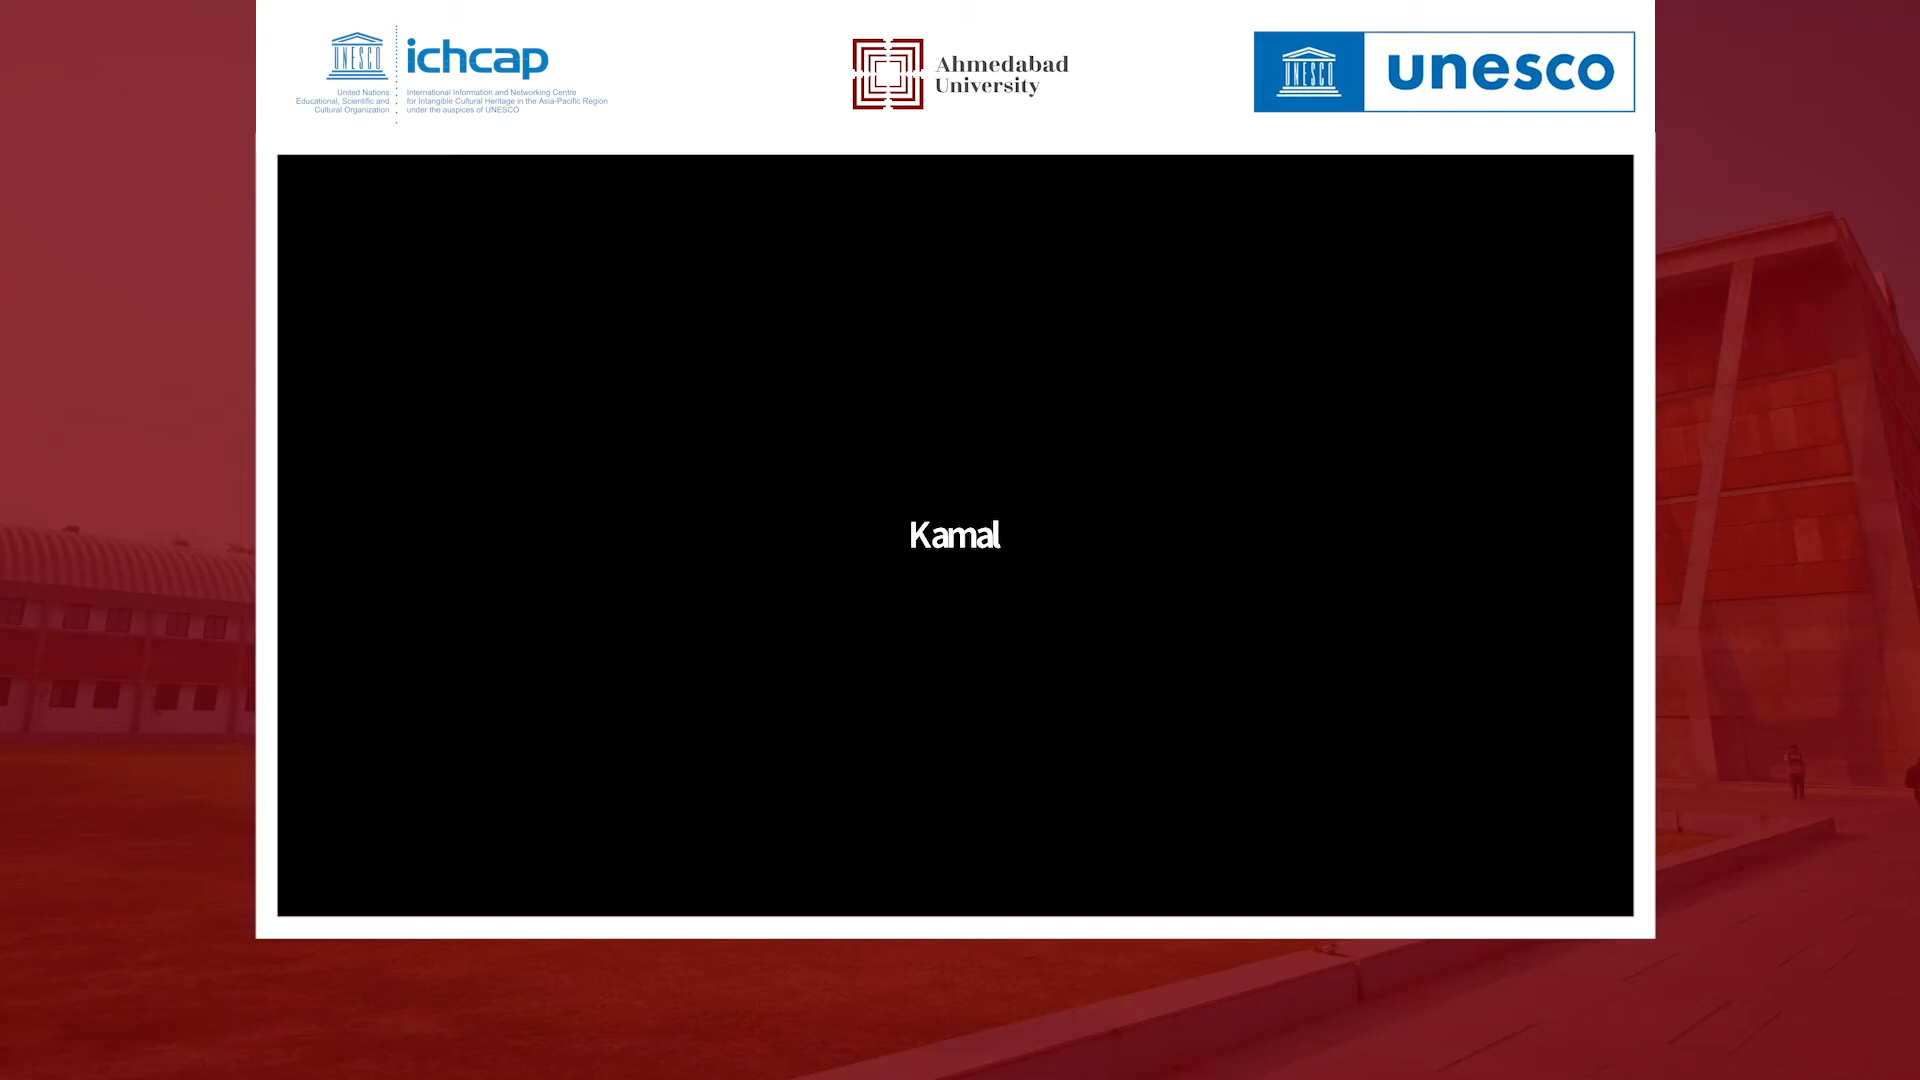 UNESCO
ichcap
United Nations
Educational, Scientific and
Cultural Organization
International Information and Networking Centre
for Intangible Cultural Heritage in the Asia-Pacific Region
under the auspices of UNESCO
Ahmedabad
University
UNESCO
unesco
Kamal